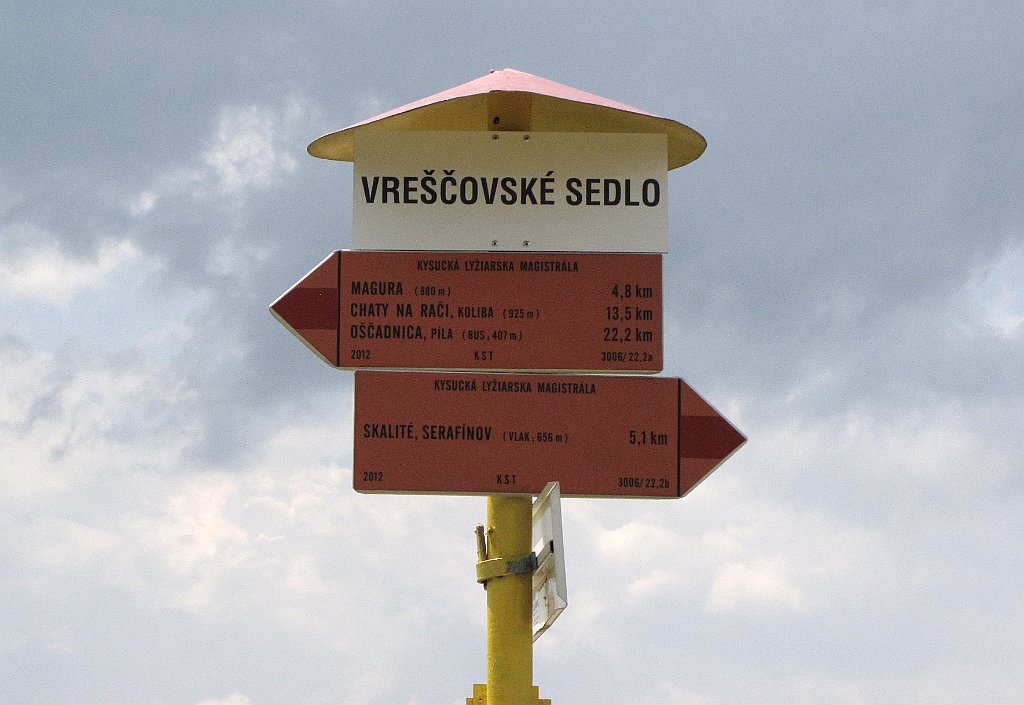 VREŠČOVSKÉ SEDLO
KYSUCKÁ LYŽIARSKA MAGISTRÁLA
MAGURA (880 m) 4,8 km
CHATY NA RAČI, KOLIBA (925 m) 13,5 km
OŠČADNICA, PÍLA (BUS, 407 m) 22,2 km
2012 KST 3006/22,2a
KYSUCKÁ LYŽIARSKA MAGISTRÁLA
SKALITÉ, SERAFÍNOV (VLAK, 656 m) 5,1 km
2012 KST 3006/22,2b